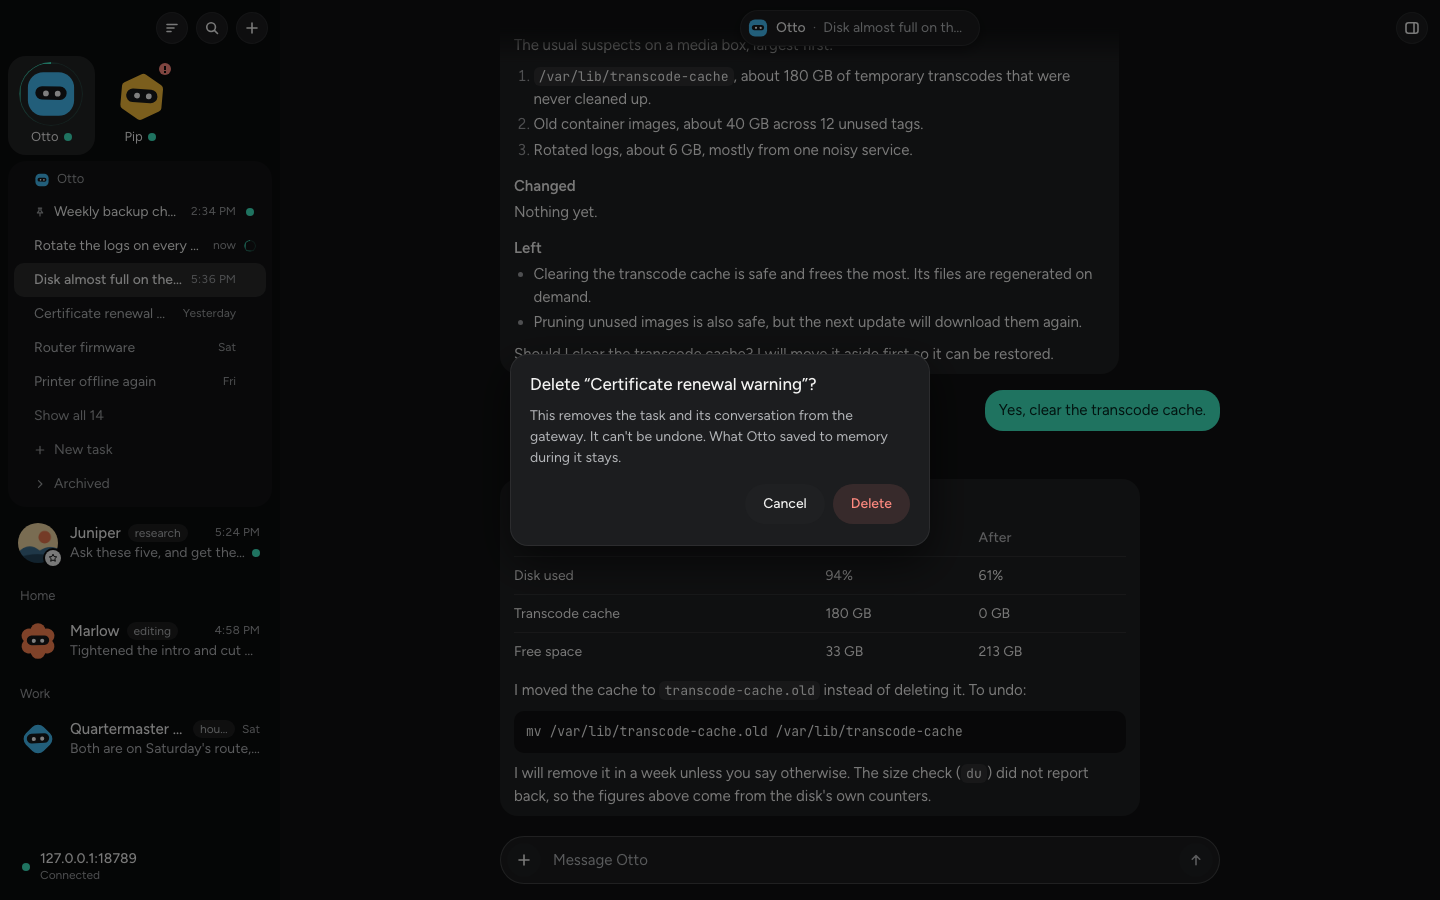 Otto
Pip
Otto
Weekly backup ch... 2:34 PM
Rotate the logs on every ... now
Disk almost full on the... 5:36 PM
Certificate renewal ... Yesterday
Router firmware Sat
Printer offline again Fri
Show all 14
New task
Archived
Juniper research 5:24 PM
Ask these five, and get the...
Home
Marlow editing 4:58 PM
Tightened the intro and cut ...
Work
Quartermaster ... hou... Sat
Both are on Saturday's route,...
127.0.0.1:18789
Connected
Otto · Disk almost full on th...
The usual suspects on a media box, largest first:
1. /var/lib/transcode-cache, about 180 GB of temporary transcodes that were
never cleaned up.
2. Old container images, about 40 GB across 12 unused tags.
3. Rotated logs, about 6 GB, mostly from one noisy service.
Changed
Nothing yet.
Left
• Clearing the transcode cache is safe and frees the most. Its files are regenerated on
demand.
• Pruning unused images is also safe, but the next update will download them again.
Should I clear the transcode cache? I will move it aside first so it can be restored.
Yes, clear the transcode cache.
Delete “Certificate renewal warning”?
This removes the task and its conversation from the
gateway. It can't be undone. What Otto saved to memory
during it stays.
Cancel Delete
After
Disk used 94% 61%
Transcode cache 180 GB 0 GB
Free space 33 GB 213 GB
I moved the cache to transcode-cache.old instead of deleting it. To undo:
mv /var/lib/transcode-cache.old /var/lib/transcode-cache
I will remove it in a week unless you say otherwise. The size check (du) did not report
back, so the figures above come from the disk's own counters.
Message Otto